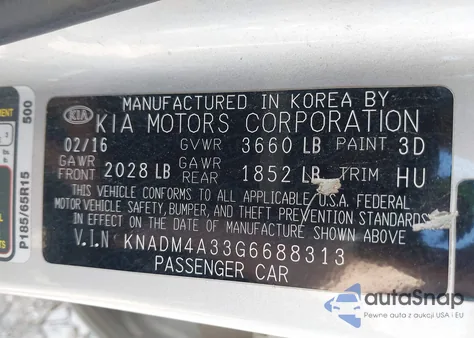 MANUFACTURED IN KOREA BY
KIA KIA MOTORS CORPORATION
02/16 GVWR 3660 LB PAINT 3D
GAWR FRONT 2028 LB GAWR REAR 1852 LB TRIM HU
THIS VEHICLE CONFORMS TO ALL APPLICABLE U.S.A. FEDERAL
MOTOR VEHICLE SAFETY, BUMPER, AND THEFT PREVENTION STANDARDS
IN EFFECT ON THE DATE OF MANUFACTURE SHOWN ABOVE
V.I.N: KNADM4A33G6688313
PASSENGER CAR
P185/65R15
500
autoSnap
Pewne auta z aukcji USA i EU